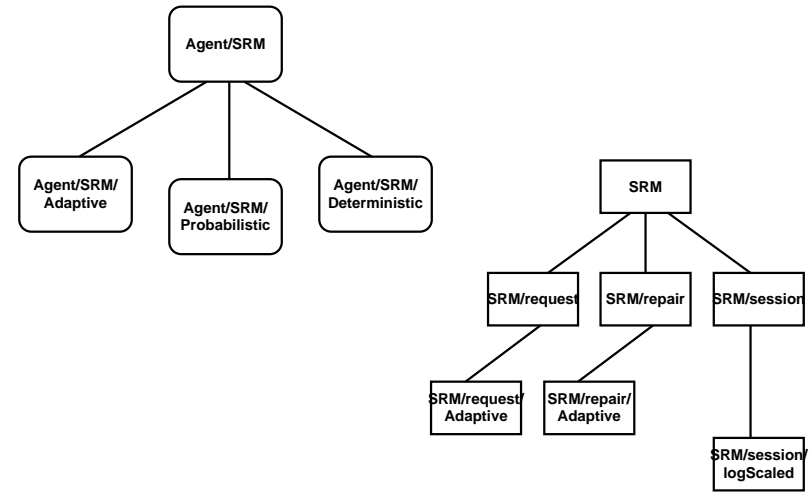 Agent/SRM
Agent/SRM/
Adaptive
Agent/SRM/
Probabilistic
Agent/SRM/
Deterministic
SRM
SRM/request
SRM/repair
SRM/session
SRM/request/
Adaptive
SRM/repair/
Adaptive
SRM/session/
logScaled